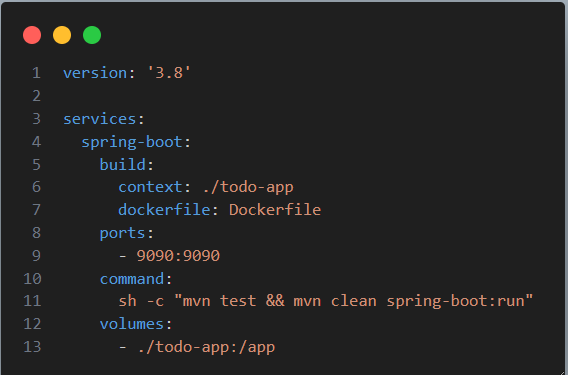 1 version: '3.8'
2
3 services:
4   spring-boot:
5     build:
6       context: ./todo-app
7       dockerfile: Dockerfile
8     ports:
9       - 9090:9090
10     command:
11       sh -c "mvn test && mvn clean spring-boot:run"
12     volumes:
13       - ./todo-app:/app